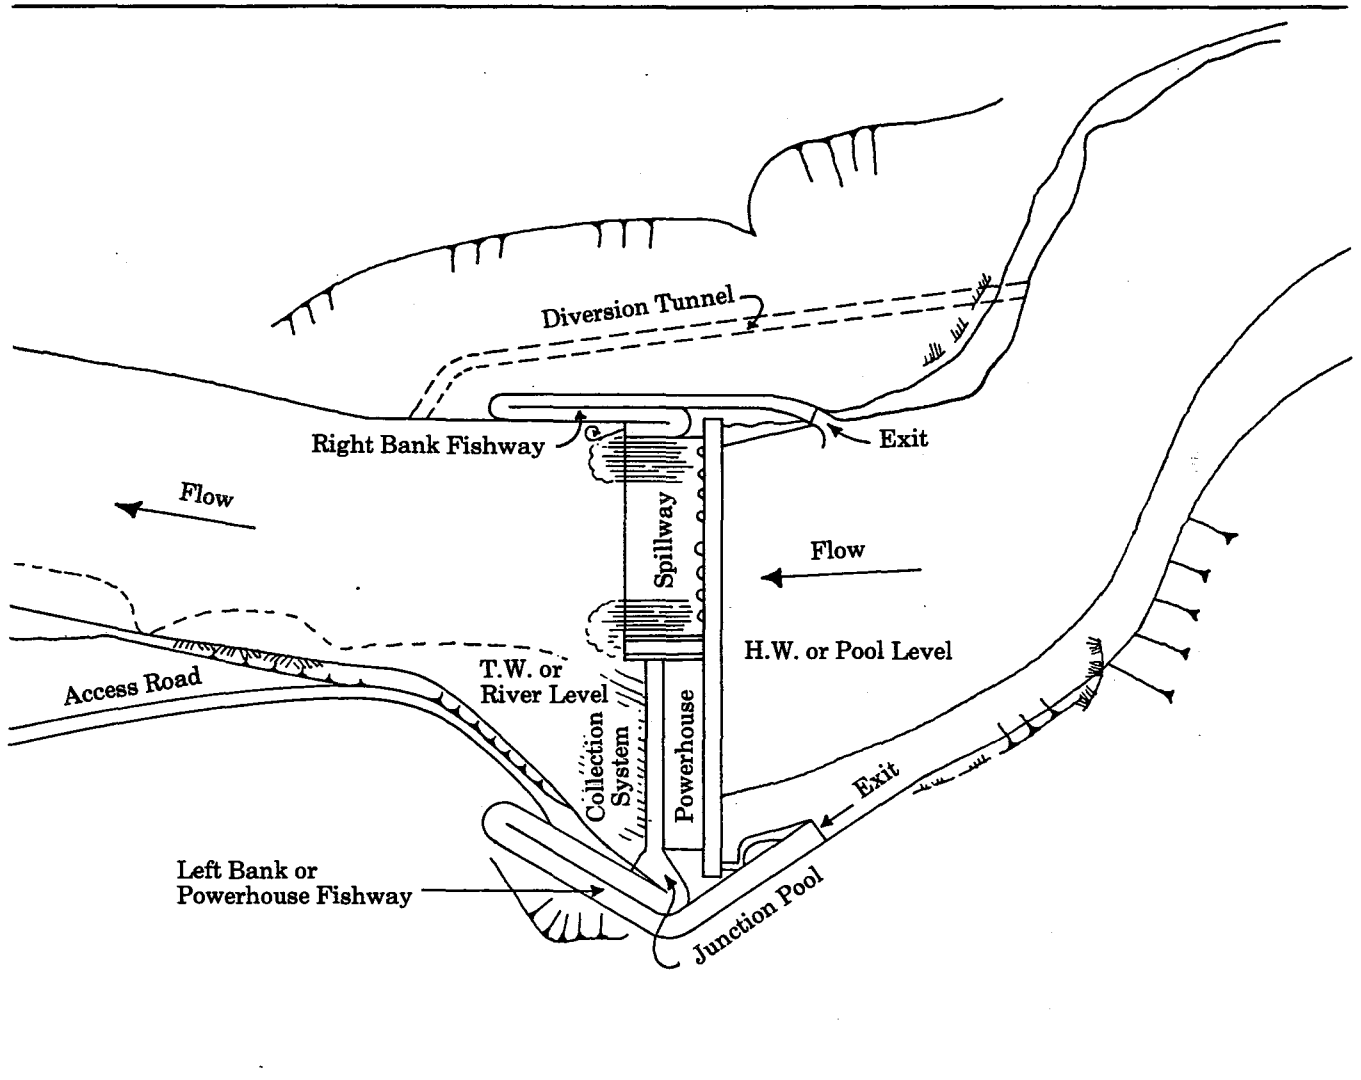 Diversion Tunnel
Right Bank Fishway
Exit
Flow
Spillway
Flow
H.W. or Pool Level
T.W. or
River Level
Access Road
Collection
System
Powerhouse
Exit
Left Bank or
Powerhouse Fishway
Junction Pool